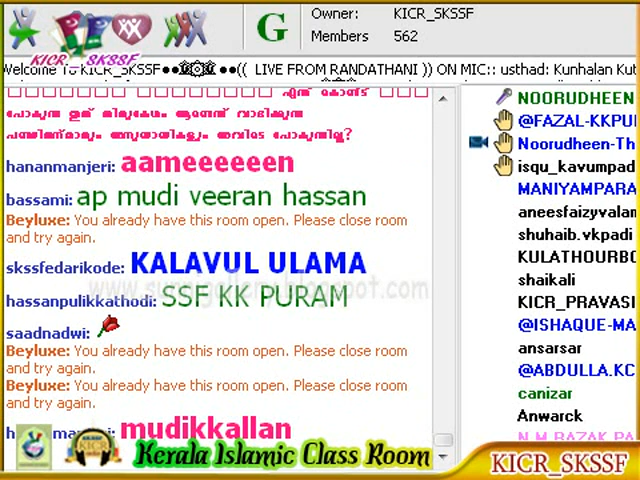 Owner: KICR_SKSSF
Members 562
KICR_SKSSF
Welcome To KICR_SKSSF●●۞●●(( LIVE FROM RANDATHANI )) ON MIC:: usthad: Kunhalan Kut
എന്ത് കൊണ്ട്
hananmanjeri: aameeeeeen
bassami: ap mudi veeran hassan
Beyluxe: You already have this room open. Please close room
and try again.
skssfedarikode: KALAVUL ULAMA
hassanpulikkathodi: SSF KK PURAM
saadnadwi:
Beyluxe: You already have this room open. Please close room
and try again.
Beyluxe: You already have this room open. Please close room
and try again.
mudikkallan
NOORUDHEEN
@FAZAL-KKPU
Noorudheen-Th
isqu_kavumpad
MANIYAMPARA
aneesfaizyvalan
shuhaib.vkpadi
KULATHOURBO
shaikali
KICR_PRAVASI
@ISHAQUE-MA
ansarsar
@ABDULLA.KC
canizar
Anwarck
N.M.RAZAK.PA
KICR
Kerala Islamic Class Room
KICR_SKSSF